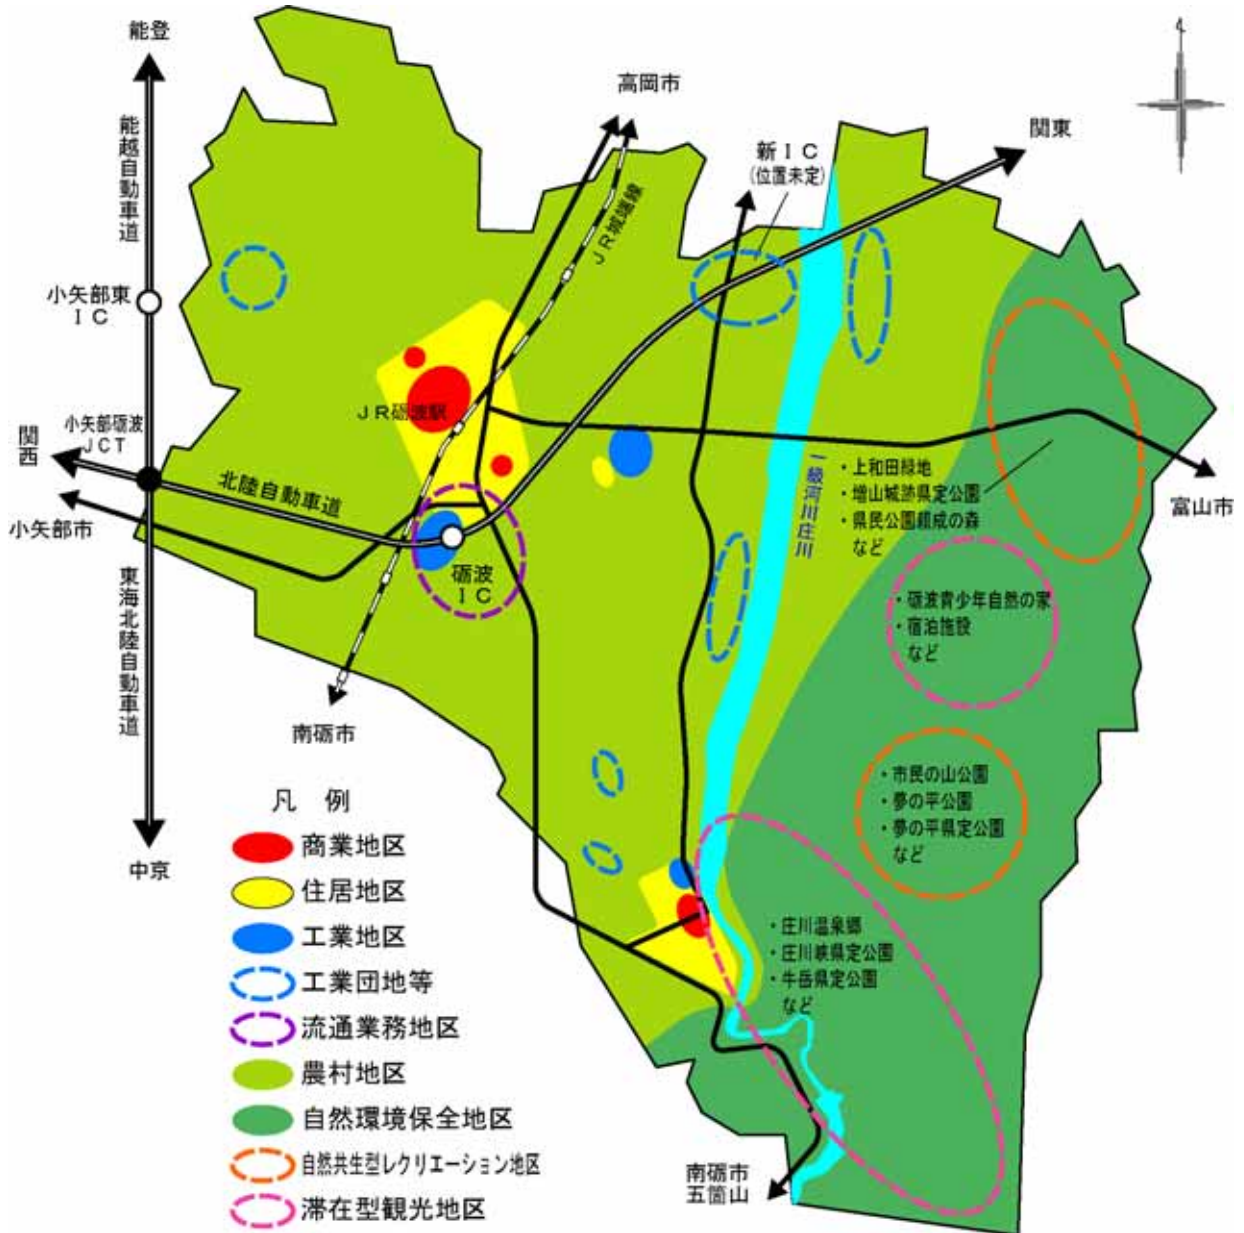 能登
高岡市
関東
新ＩＣ
(位置未定)
能越自動車道
ＪＲ城端線
小矢部東
ＩＣ
ＪＲ砺波駅
小矢部砺波
ＪＣＴ
関西
北陸自動車道
小矢部市
砺波
ＩＣ
一級河川庄川
・上和田緑地
・増山城跡県定公園
・県民公園頼成の森
など
富山市
・砺波青少年自然の家
・宿泊施設
など
東海北陸自動車道
南砺市
・市民の山公園
・夢の平公園
・夢の平県定公園
など
中京
凡 例
商業地区
住居地区
工業地区
工業団地等
流通業務地区
農村地区
自然環境保全地区
自然共生型レクリエーション地区
滞在型観光地区
・庄川温泉郷
・庄川峡県定公園
・牛岳県定公園
など
南砺市
五箇山